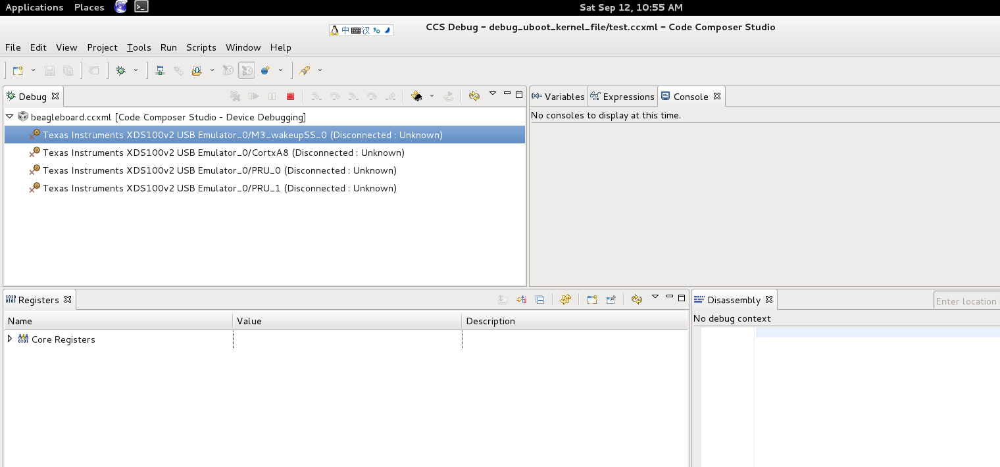 Applications Places Sat Sep 12, 10:55 AM
中 汉
CCS Debug - debug_uboot_kernel_file/test.ccxml - Code Composer Studio
File Edit View Project Tools Run Scripts Window Help
Debug
beagleboard.ccxml [Code Composer Studio - Device Debugging]
Texas Instruments XDS100v2 USB Emulator_0/M3_wakeupSS_0 (Disconnected : Unknown)
Texas Instruments XDS100v2 USB Emulator_0/CortxA8 (Disconnected : Unknown)
Texas Instruments XDS100v2 USB Emulator_0/PRU_0 (Disconnected : Unknown)
Texas Instruments XDS100v2 USB Emulator_0/PRU_1 (Disconnected : Unknown)
(x)= Variables Expressions Console
No consoles to display at this time.
Registers
Name Value Description
Core Registers
Disassembly Enter location
No debug context